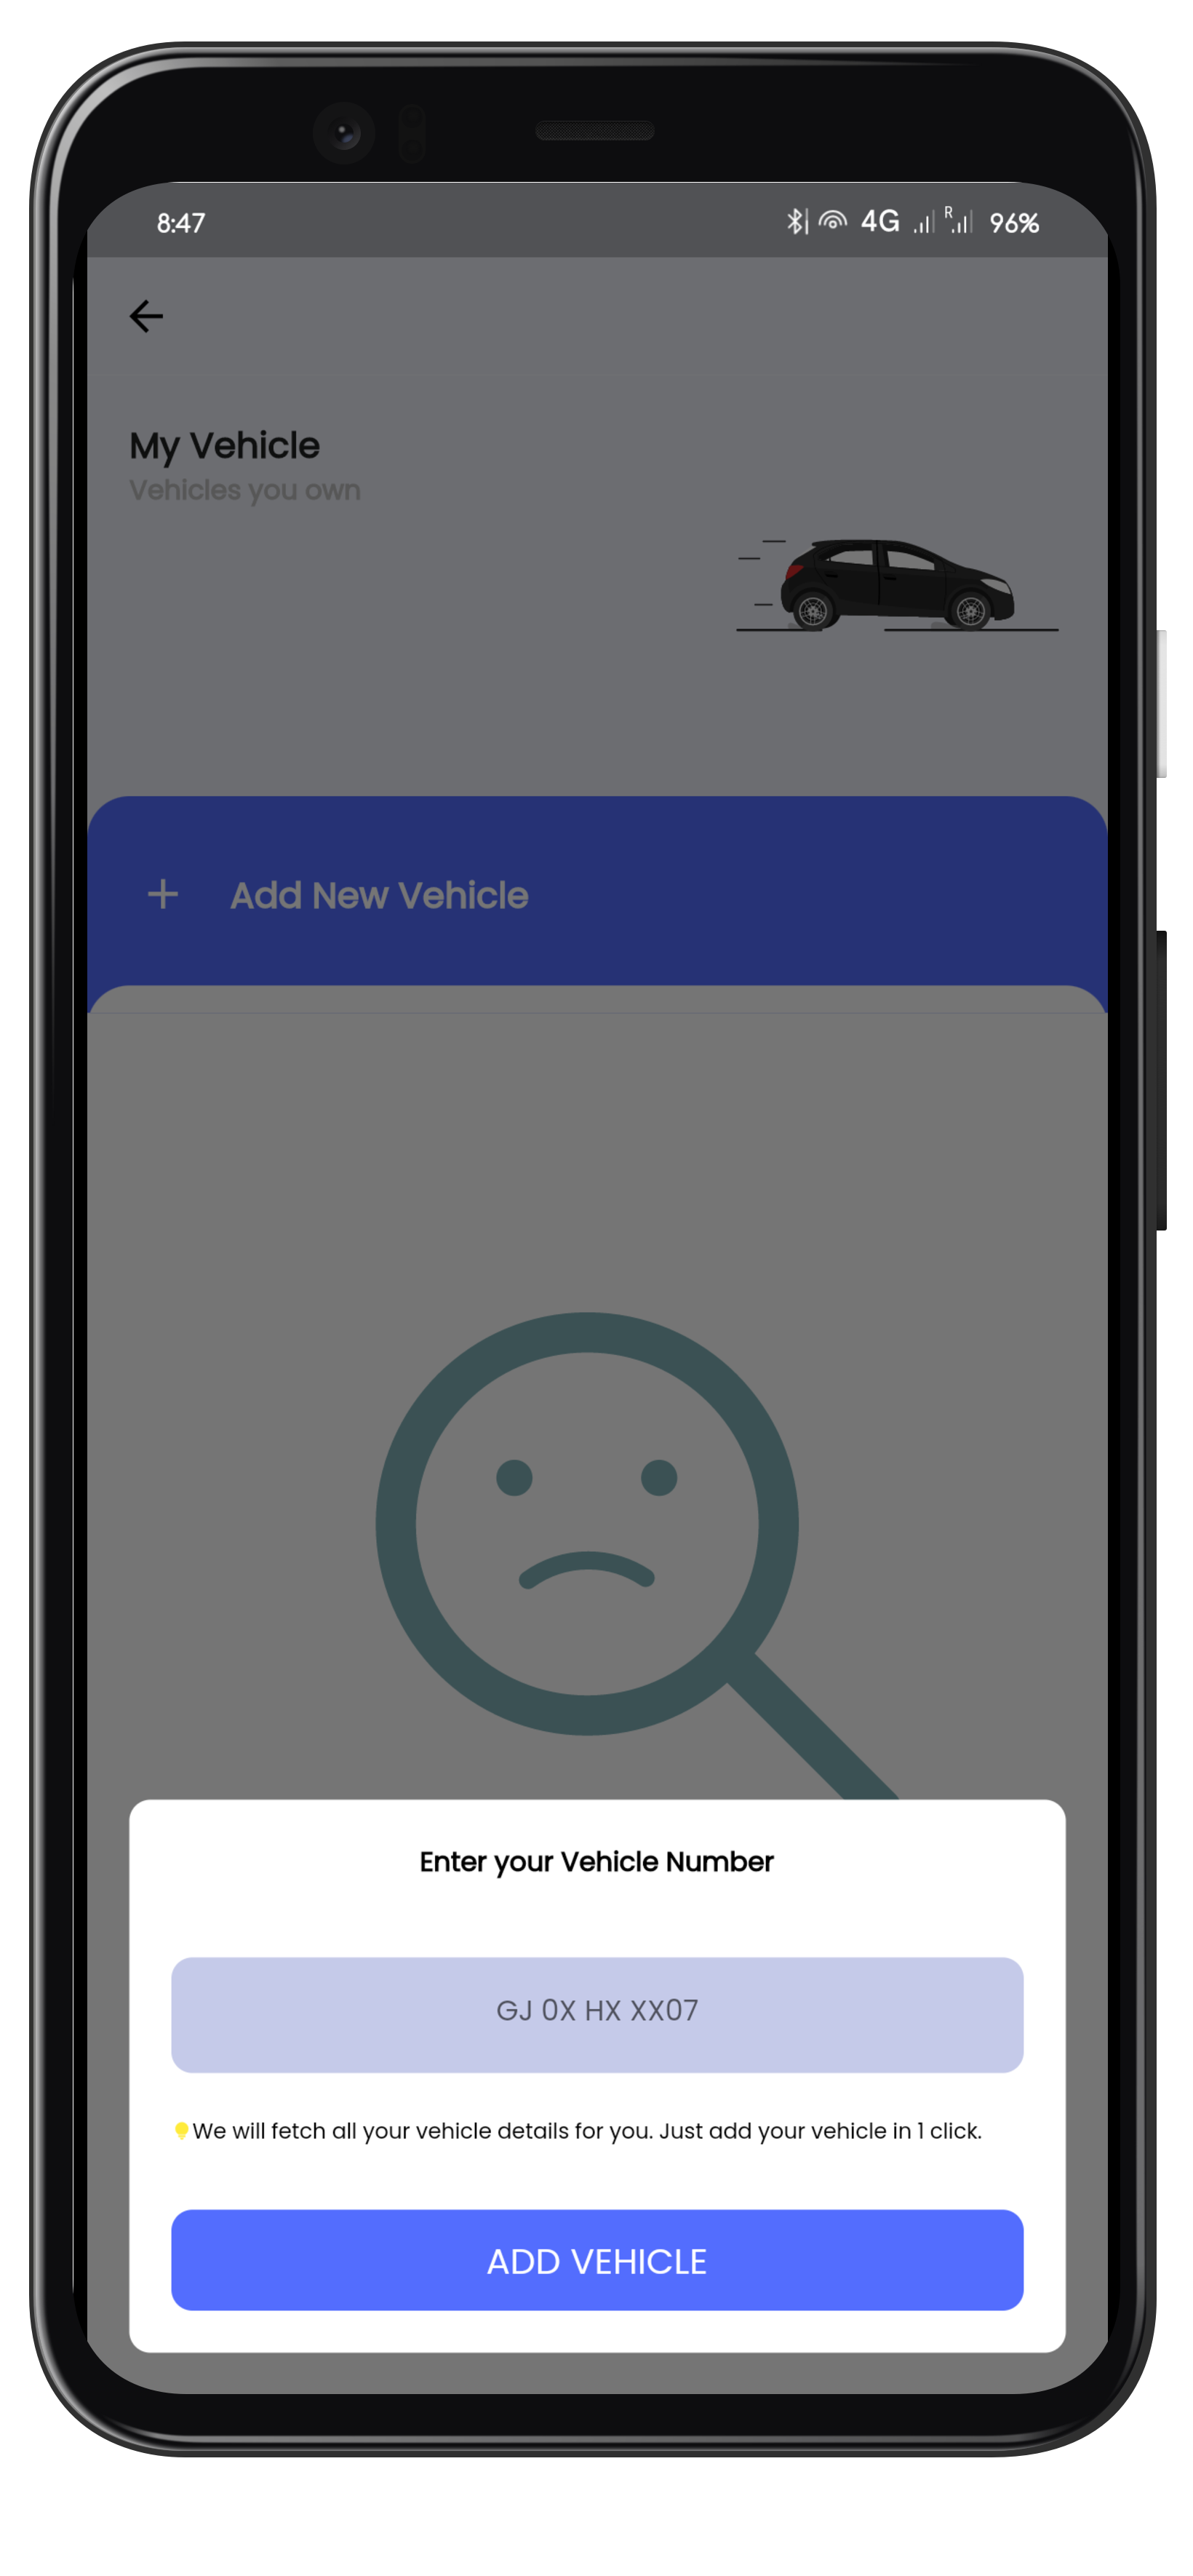 8:47
4G R 96%
My Vehicle
Vehicles you own
Add New Vehicle
Enter your Vehicle Number
GJ 0X HX XX07
We will fetch all your vehicle details for you. Just add your vehicle in 1 click.
ADD VEHICLE